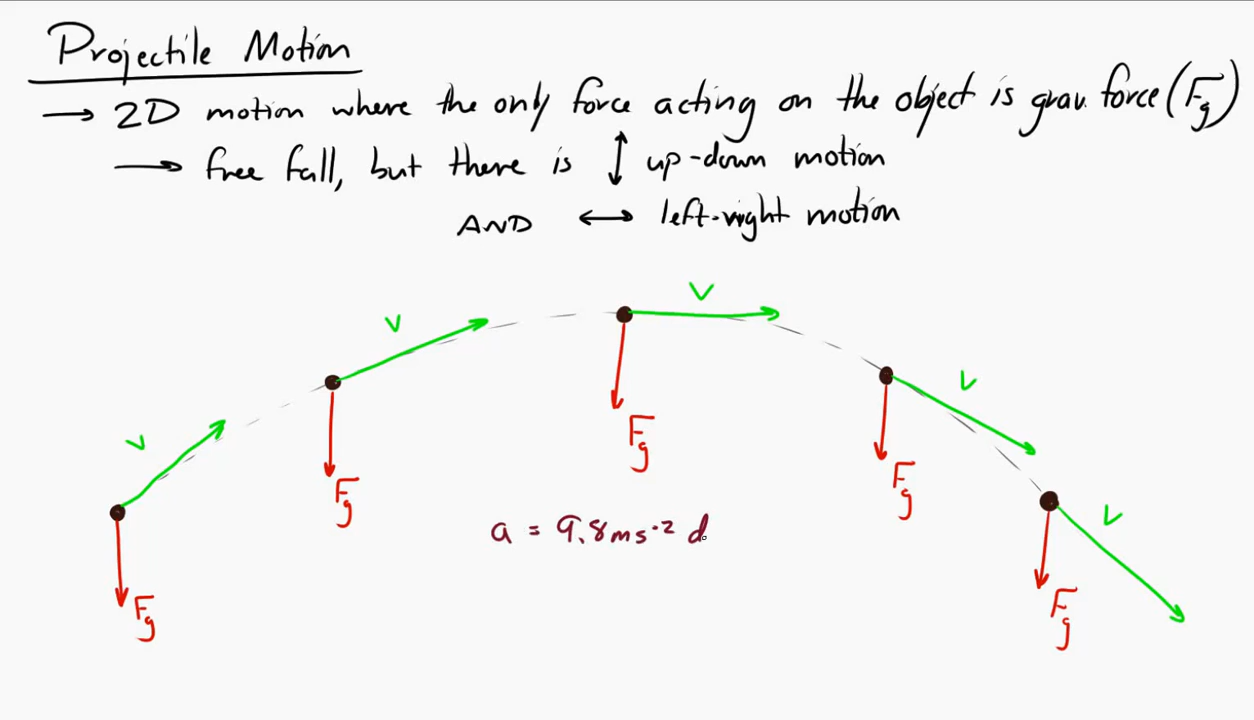 Projectile Motion
→ 2D motion where the only force acting on the object is grav. force (Fg)
→ free fall, but there is ↕ up-down motion
AND ↔ left-right motion
v
v
v
v
v
Fg
Fg
Fg
Fg
Fg
a = 9.8ms⁻² d